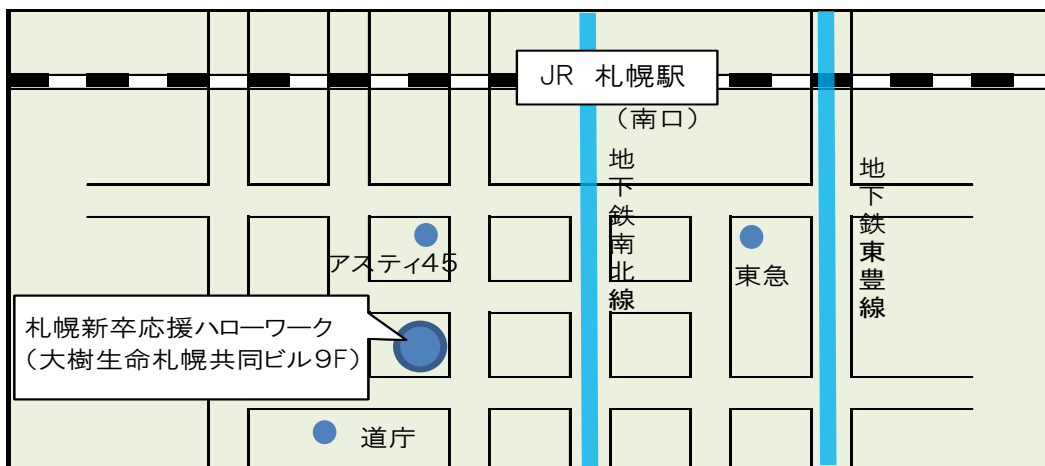 JR 札幌駅
（南口）
地下鉄南北線
地下鉄東豊線
アスティ45
東急
札幌新卒応援ハローワーク
（大樹生命札幌共同ビル9F）
道庁